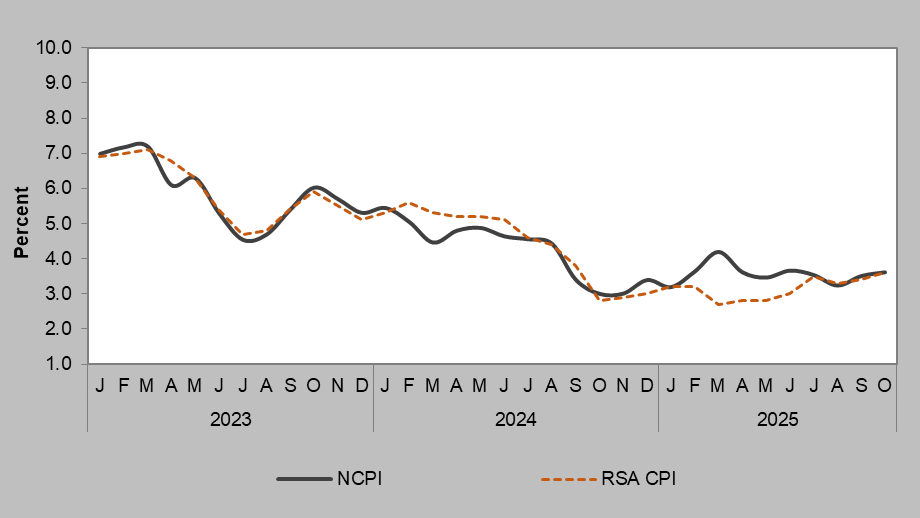 10.0
9.0
8.0
7.0
6.0
5.0
4.0
3.0
2.0
1.0
Percent
J F M A M J J A S O N D J F M A M J J A S O N D J F M A M J J A S O
2023 2024 2025
NCPI RSA CPI